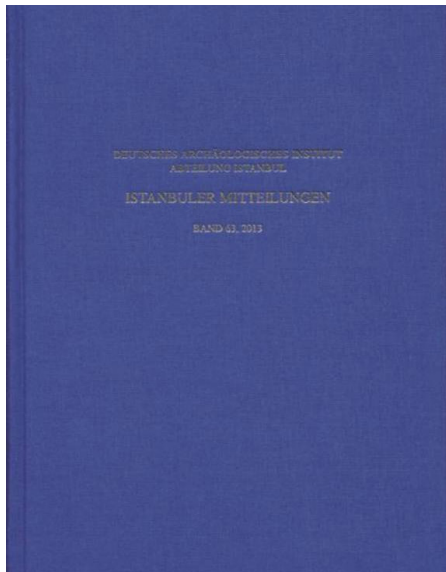 DEUTSCHES ARCHÄOLOGISCHES INSTITUT
ABTEILUNG ISTANBUL
ISTANBULER MITTEILUNGEN
BAND 63, 2013